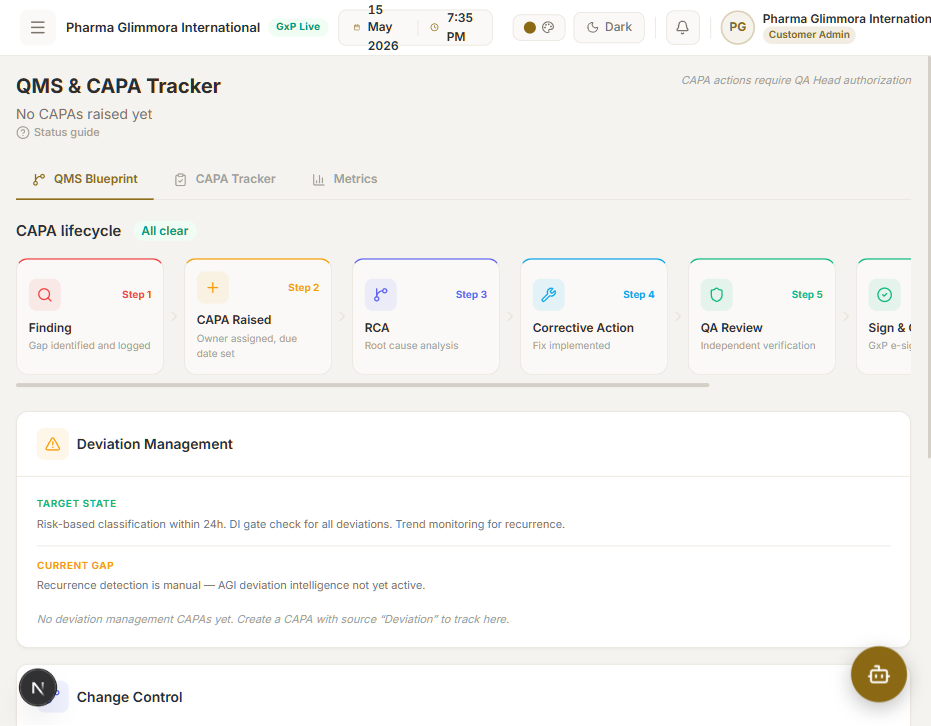 Pharma Glimmora International
GxP Live
15
May
2026
7:35
PM
Dark
PG
Pharma Glimmora Internation
Customer Admin
QMS & CAPA Tracker
CAPA actions require QA Head authorization
No CAPAs raised yet
Status guide
QMS Blueprint
CAPA Tracker
Metrics
CAPA lifecycle
All clear
Step 1
Finding
Gap identified and logged
Step 2
CAPA Raised
Owner assigned, due
date set
Step 3
RCA
Root cause analysis
Step 4
Corrective Action
Fix implemented
Step 5
QA Review
Independent verification
Sign &
GxP e-sig
Deviation Management
TARGET STATE
Risk-based classification within 24h. DI gate check for all deviations. Trend monitoring for recurrence.
CURRENT GAP
Recurrence detection is manual — AGI deviation intelligence not yet active.
No deviation management CAPAs yet. Create a CAPA with source “Deviation” to track here.
N
Change Control